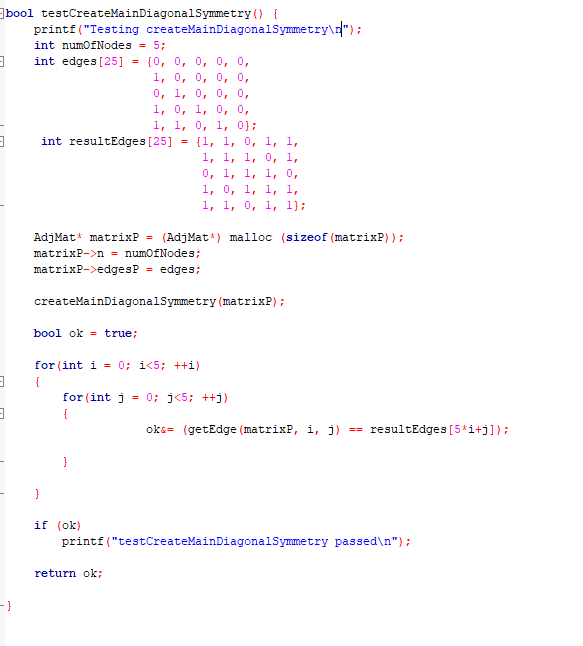 bool testCreateMainDiagonalSymmetry() {
printf("Testing createMainDiagonalSymmetry\n");
int numOfNodes = 5;
int edges[25] = {0, 0, 0, 0, 0,
1, 0, 0, 0, 0,
0, 1, 0, 0, 0,
1, 0, 1, 0, 0,
1, 1, 0, 1, 0};
int resultEdges[25] = {1, 1, 0, 1, 1,
1, 1, 1, 0, 1,
0, 1, 1, 1, 0,
1, 0, 1, 1, 1,
1, 1, 0, 1, 1};
AdjMat* matrixP = (AdjMat*) malloc (sizeof(matrixP));
matrixP->n = numOfNodes;
matrixP->edgesP = edges;
createMainDiagonalSymmetry(matrixP);
bool ok = true;
for(int i = 0; i<5; ++i)
{
for(int j = 0; j<5; ++j)
{
ok&= (getEdge(matrixP, i, j) == resultEdges[5*i+j]);
}
}
if (ok)
printf("testCreateMainDiagonalSymmetry passed\n");
return ok;
}